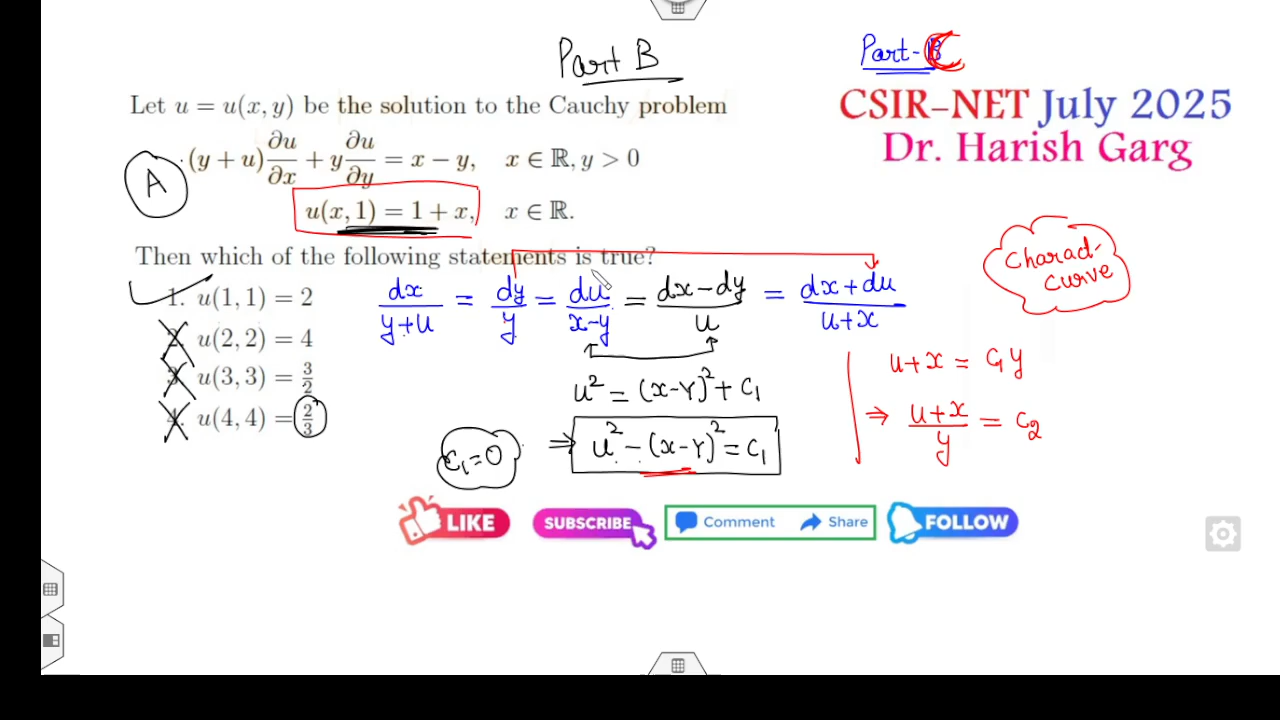 Part B
Part-C
Let u = u(x, y) be the solution to the Cauchy problem
CSIR-NET July 2025
Dr. Harish Garg
A
(y + u) ∂u/∂x + y ∂u/∂y = x − y,   x ∈ ℝ, y > 0
u(x, 1) = 1 + x,   x ∈ ℝ.
Then which of the following statements is true?
Charact-
curve
1. u(1, 1) = 2
dx/(y+u) = dy/y = du/(x-y) = (dx-dy)/u = (dx+du)/(u+x)
2. u(2, 2) = 4
3. u(3, 3) = 3/2
4. u(4, 4) = 2/3
u² = (x-y)² + c₁
u+x = c₁ y
⇒ u² - (x-y)² = c₁
⇒ (u+x)/y = c₂
c₁=0
LIKE
SUBSCRIBE
Comment
Share
FOLLOW